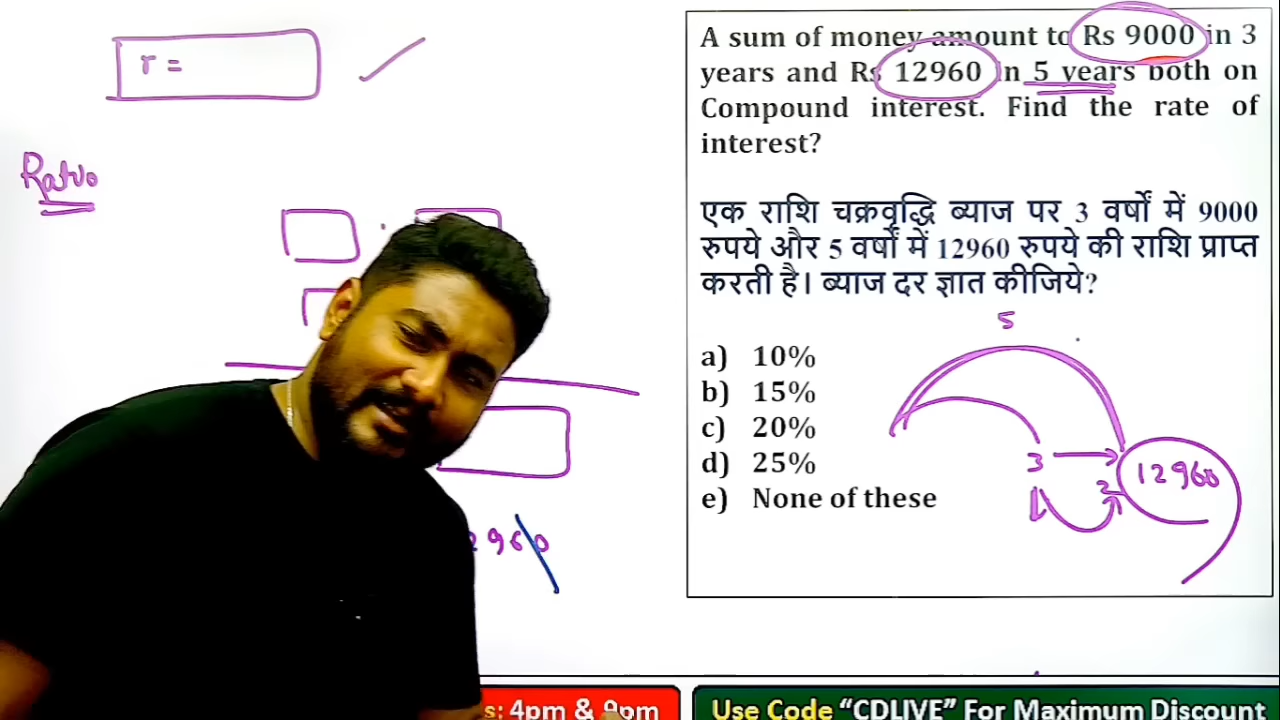 r =
Ratio
A sum of money amount to Rs 9000 in 3
years and Rs 12960 in 5 years both on
Compound interest. Find the rate of
interest?
एक राशि चक्रवृद्धि ब्याज पर 3 वर्षों में 9000
रुपये और 5 वर्षों में 12960 रुपये की राशि प्राप्त
करती है। ब्याज दर ज्ञात कीजिये?
5
a) 10%
b) 15%
c) 20%
d) 25%
e) None of these
3
12960
2
2960
s: 4pm & 9pm
Use Code “CDLIVE” For Maximum Discount